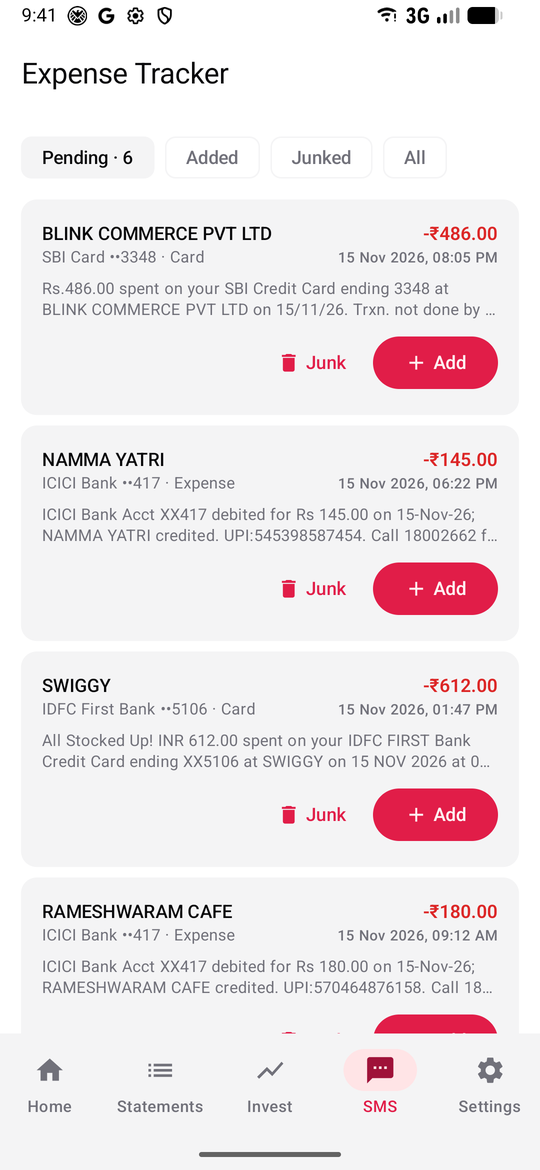 9:41 3G
Expense Tracker
Pending · 6 Added Junked All
BLINK COMMERCE PVT LTD -₹486.00
SBI Card ••3348 · Card 15 Nov 2026, 08:05 PM
Rs.486.00 spent on your SBI Credit Card ending 3348 at
BLINK COMMERCE PVT LTD on 15/11/26. Trxn. not done by …
Junk + Add
NAMMA YATRI -₹145.00
ICICI Bank ••417 · Expense 15 Nov 2026, 06:22 PM
ICICI Bank Acct XX417 debited for Rs 145.00 on 15-Nov-26;
NAMMA YATRI credited. UPI:545398587454. Call 18002662 f…
Junk + Add
SWIGGY -₹612.00
IDFC First Bank ••5106 · Card 15 Nov 2026, 01:47 PM
All Stocked Up! INR 612.00 spent on your IDFC FIRST Bank
Credit Card ending XX5106 at SWIGGY on 15 NOV 2026 at 0…
Junk + Add
RAMESHWARAM CAFE -₹180.00
ICICI Bank ••417 · Expense 15 Nov 2026, 09:12 AM
ICICI Bank Acct XX417 debited for Rs 180.00 on 15-Nov-26;
RAMESHWARAM CAFE credited. UPI:570464876158. Call 18…
Home Statements Invest SMS Settings